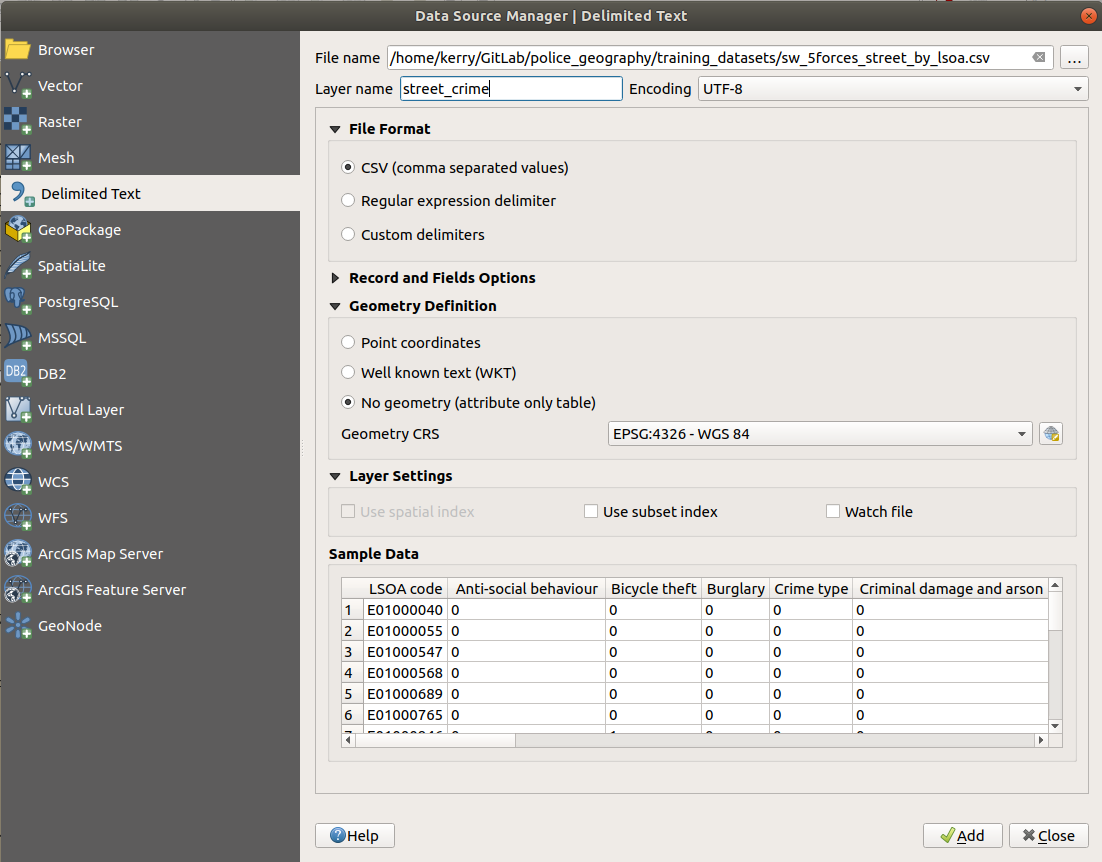 Data Source Manager | Delimited Text
Browser
Vector
Raster
Mesh
Delimited Text
GeoPackage
SpatiaLite
PostgreSQL
MSSQL
DB2
DB2
Virtual Layer
WMS/WMTS
WCS
WFS
ArcGIS Map Server
ArcGIS Feature Server
GeoNode
File name /home/kerry/GitLab/police_geography/training_datasets/sw_5forces_street_by_lsoa.csv ...
Layer name street_crime Encoding UTF-8
File Format
CSV (comma separated values)
Regular expression delimiter
Custom delimiters
Record and Fields Options
Geometry Definition
Point coordinates
Well known text (WKT)
No geometry (attribute only table)
Geometry CRS EPSG:4326 - WGS 84
Layer Settings
Use spatial index Use subset index Watch file
Sample Data
LSOA code Anti-social behaviour Bicycle theft Burglary Crime type Criminal damage and arson
1 E01000040 0 0 0 0 0
2 E01000055 0 0 0 0 0
3 E01000547 0 0 0 0 0
4 E01000568 0 0 0 0 0
5 E01000689 0 0 0 0 0
6 E01000765 0 0 0 0 0
Help Add Close